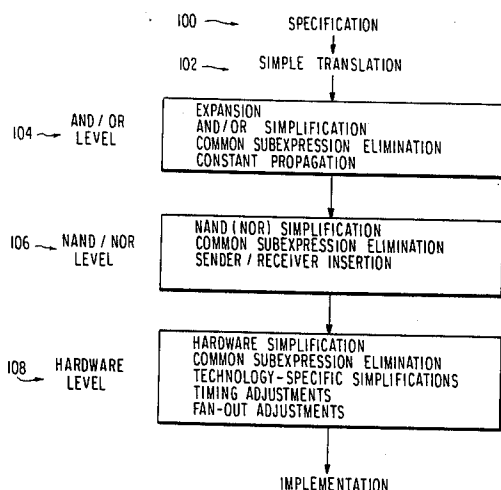 100 SPECIFICATION
102 SIMPLE TRANSLATION
104 AND/OR LEVEL
EXPANSION
AND/OR SIMPLIFICATION
COMMON SUBEXPRESSION ELIMINATION
CONSTANT PROPAGATION
106 NAND/NOR LEVEL
NAND (NOR) SIMPLIFICATION
COMMON SUBEXPRESSION ELIMINATION
SENDER/RECEIVER INSERTION
108 HARDWARE LEVEL
HARDWARE SIMPLIFICATION
COMMON SUBEXPRESSION ELIMINATION
TECHNOLOGY-SPECIFIC SIMPLIFICATIONS
TIMING ADJUSTMENTS
FAN-OUT ADJUSTMENTS
IMPLEMENTATION